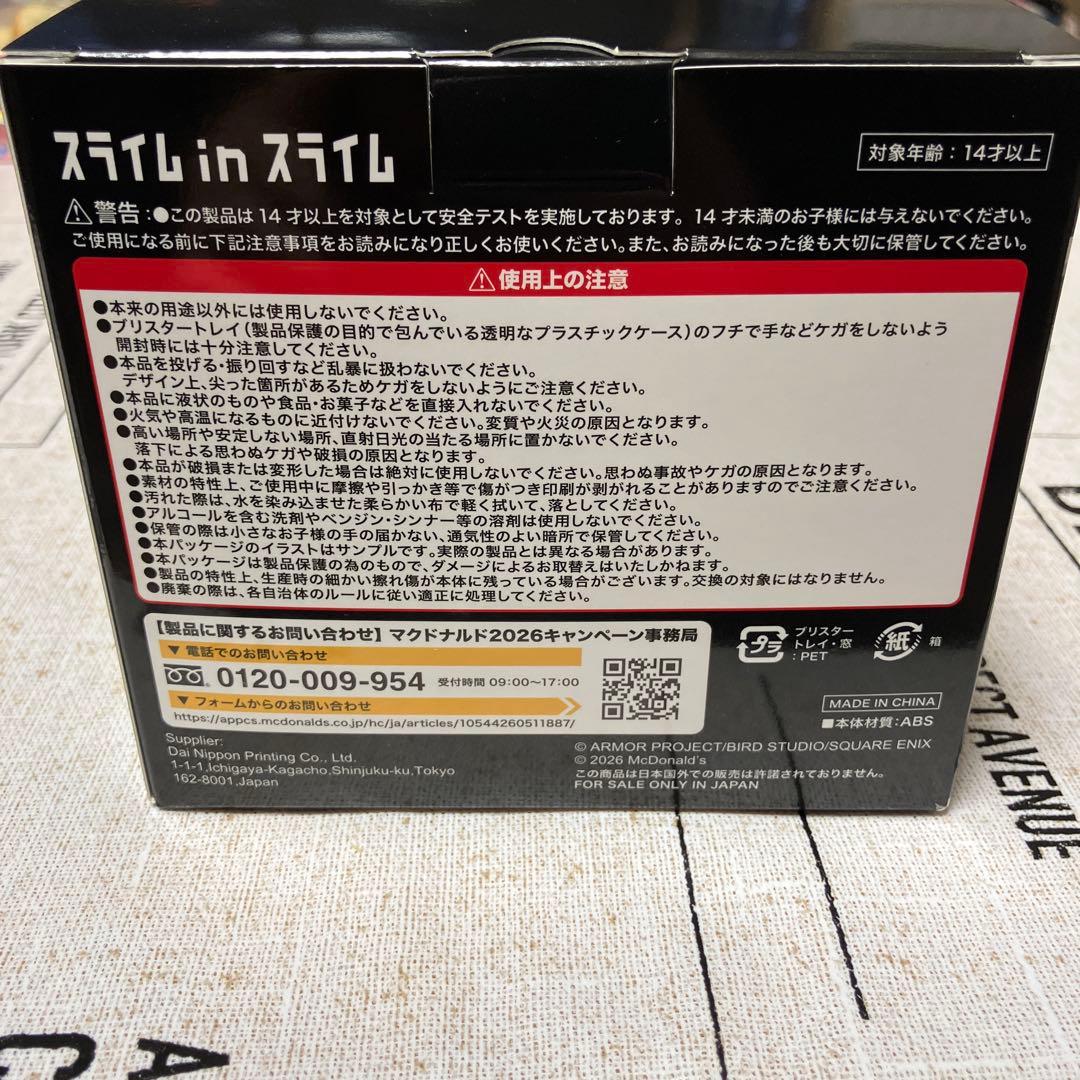 スライム in スライム
対象年齢：14才以上
⚠警告：●この製品は14才以上を対象として安全テストを実施しております。14才未満のお子様には与えないでください。
ご使用になる前に下記注意事項をお読みになり正しくお使いください。また、お読みになった後も大切に保管してください。
⚠使用上の注意
●本来の用途以外には使用しないでください。
●ブリスタートレイ（製品保護の目的で包んでいる透明なプラスチックケース）のフチで手などケガをしないよう
開封時には十分注意してください。
●本品を投げる・振り回すなど乱暴に扱わないでください。
デザイン上、尖った箇所があるためケガをしないようにご注意ください。
●本品に液状のものや食品・お菓子などを直接入れないでください。
●火気や高温になるものに近付けないでください。変質や火災の原因となります。
●高い場所や安定しない場所、直射日光の当たる場所に置かないでください。
落下による思わぬケガや破損の原因となります。
●本品が破損または変形した場合は絶対に使用しないでください。思わぬ事故やケガの原因となります。
●素材の特性上、ご使用中に摩擦や引っかき等で傷がつき印刷が剥がれることがありますのでご注意ください。
●汚れた際は、水を染み込ませた柔らかい布で軽く拭いて、落としてください。
●アルコールを含む洗剤やベンジン・シンナー等の溶剤は使用しないでください。
●保管の際は小さなお子様の手の届かない、通気性のよい暗所で保管してください。
●本パッケージのイラストはサンプルです。実際の製品とは異なる場合があります。
●本パッケージは製品保護の為のもので、ダメージによるお取替えはいたしかねます。
●製品の特性上、生産時の細かい擦れ傷が本体に残っている場合がございます。交換の対象にはなりません。
●廃棄の際は、各自治体のルールに従い適正に処理してください。
【製品に関するお問い合わせ】マクドナルド2026キャンペーン事務局
▼電話でのお問い合わせ
0120-009-954 受付時間 09:00～17:00
▼フォームからのお問い合わせ
https://appcs.mcdonalds.co.jp/hc/ja/articles/10544260511887/
プラ
ブリスター
トレイ・窓
：PET
紙
箱
MADE IN CHINA
■本体材質：ABS
Supplier:
Dai Nippon Printing Co., Ltd.
1-1-1,Ichigaya-Kagacho,Shinjuku-ku,Tokyo
162-8001,Japan
© ARMOR PROJECT/BIRD STUDIO/SQUARE ENIX
© 2026 McDonald's
この商品は日本国外での販売は許諾されておりません。
FOR SALE ONLY IN JAPAN
AVENUE